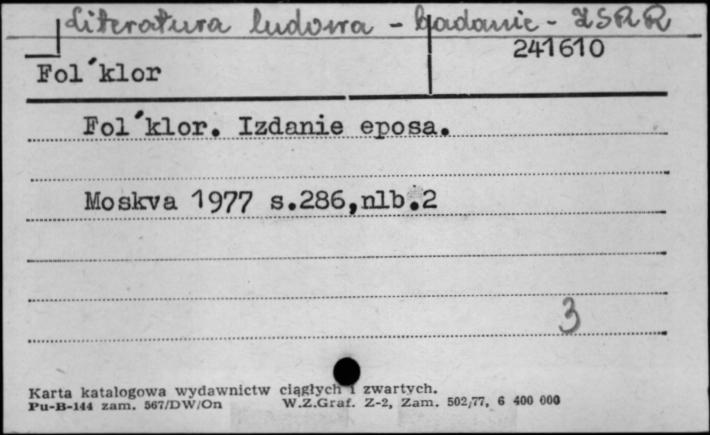 Literatura ludowa - badanie - ZSRR
241610
Fol´klor
Fol´klor. Izdanie eposa.
Moskva 1977 s.286,nlb.2
3
Karta katalogowa wydawnictw ciągłych i zwartych.
Pu-B-144 zam. 567/DW/On W.Z.Graf. Z-2, Zam. 502/77, 6 400 000